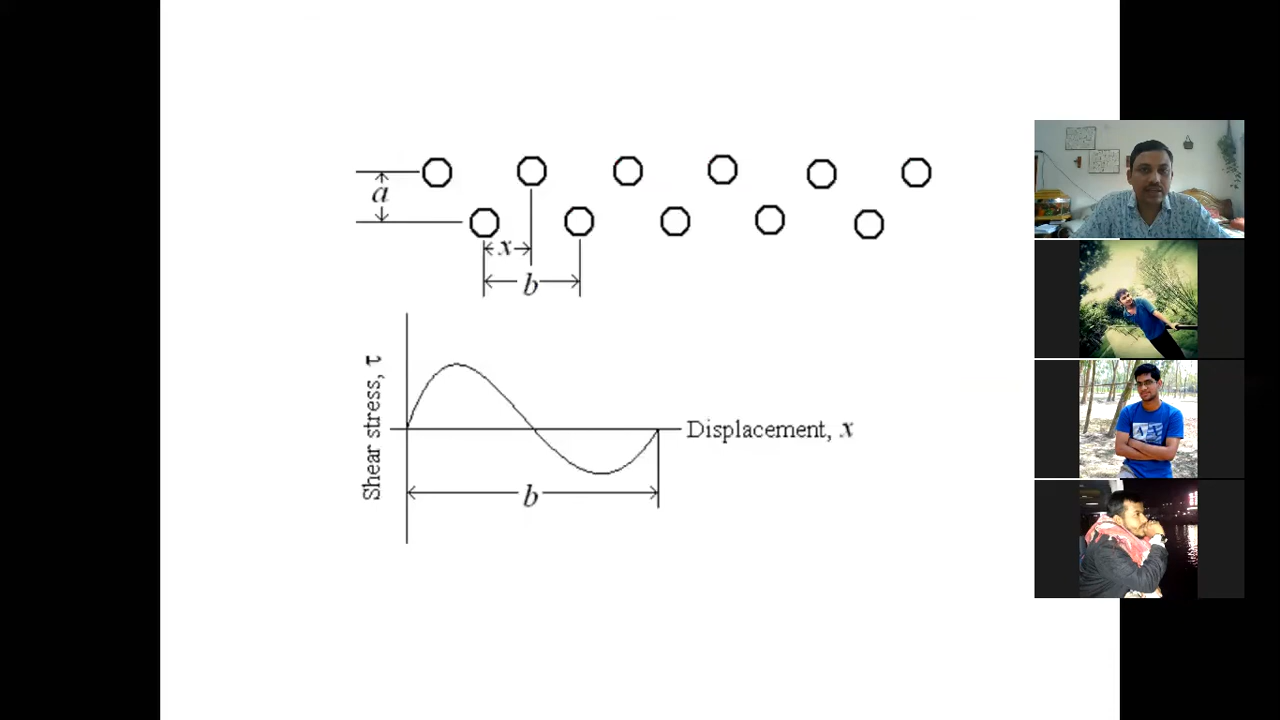 a
x
b
Shear stress, τ
Displacement, x
b